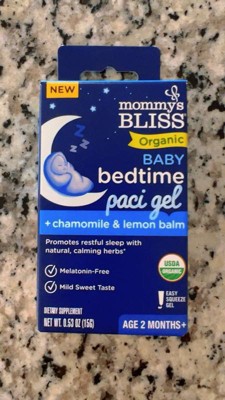 NEW
mommy's
BLISS
Organic
BABY
bedtime
paci gel
+ chamomile & lemon balm
Promotes restful sleep with
natural, calming herbs*
Melatonin-Free
Mild Sweet Taste
USDA
ORGANIC
EASY
SQUEEZE
GEL
DIETARY SUPPLEMENT
NET WT. 0.53 OZ (15G)
AGE 2 MONTHS+